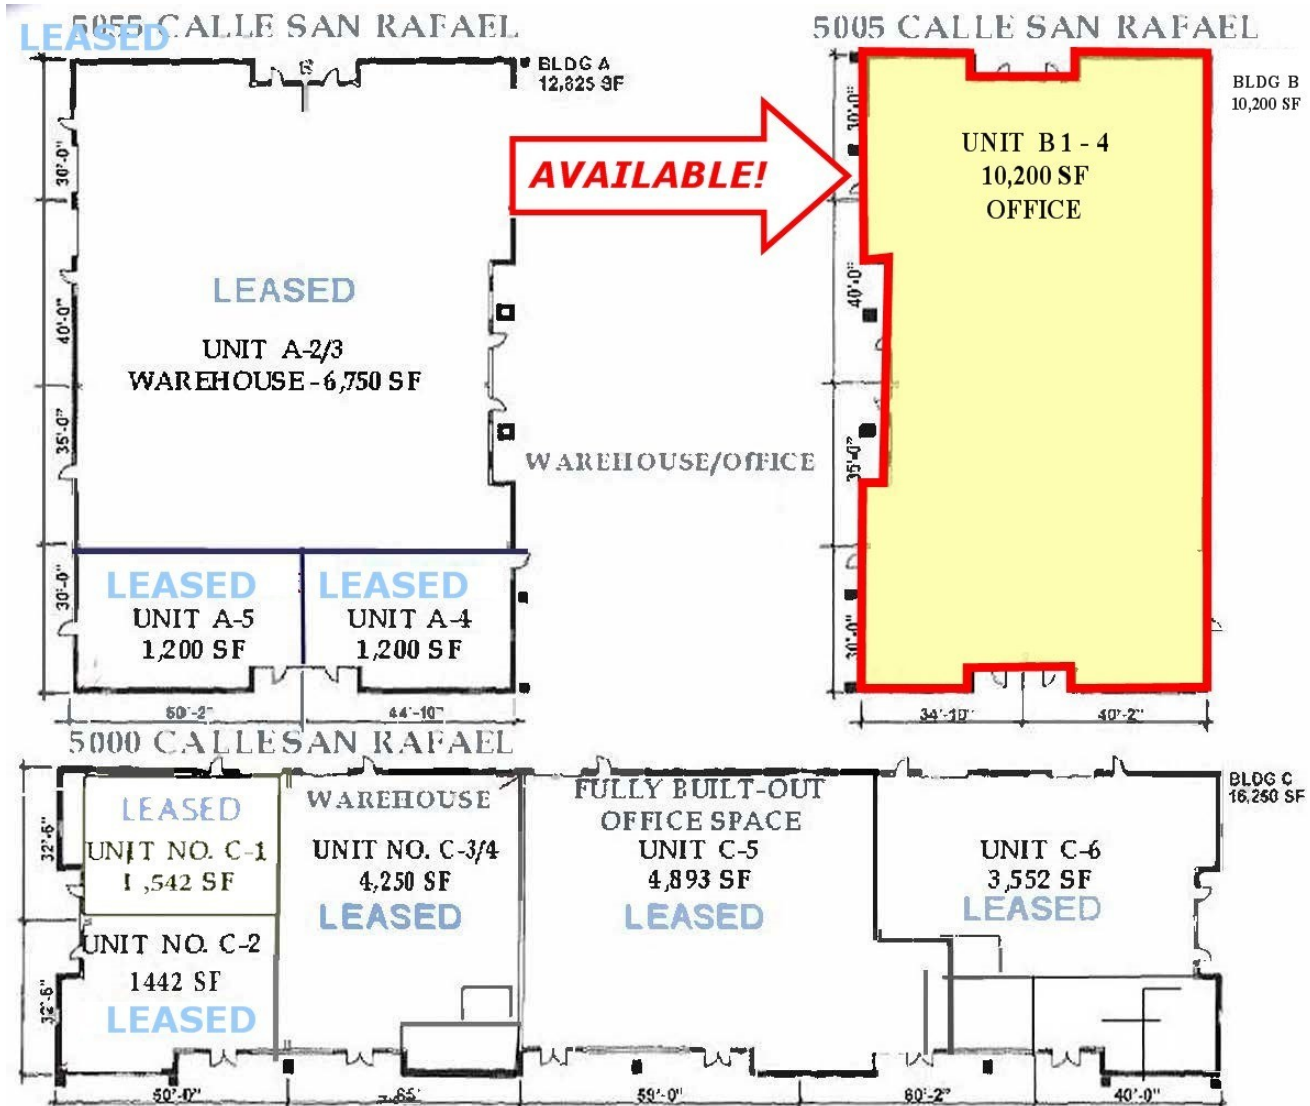 5055 CALLE SAN RAFAEL
LEASED
BLDG A
12,825 SF
30'-0"
40'-0"
35'-0"
30'-0"
LEASED
UNIT A-2/3
WAREHOUSE - 6,750 SF
LEASED
UNIT A-5
1,200 SF
LEASED
UNIT A-4
1,200 SF
44'-10"
AVAILABLE!
WAREHOUSE/OffICE
5005 CALLE SAN RAFAEL
BLDG B
10,200 SF
UNIT B 1 - 4
10,200 SF
OFFICE
30'-0"
40'-0"
35'-0"
30'-0"
34'-10"
40'-2"
5000 CALLE SAN RAFAEL
BLDG C
16,250 SF
32'-6"
32'-6"
LEASED
UNIT NO. C-1
1,542 SF
UNIT NO. C-2
1442 SF
LEASED
WAREHOUSE
UNIT NO. C-3/4
4,250 SF
LEASED
FULLY BUILT-OUT
OFFICE SPACE
UNIT C-5
4,893 SF
LEASED
UNIT C-6
3,552 SF
LEASED
50'-0"
65'
59'-0"
60'-2"
40'-0"